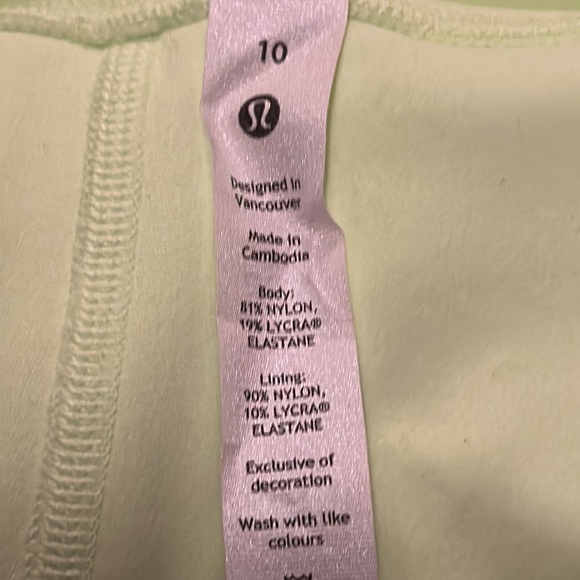 10
Designed in
Vancouver
Made in
Cambodia
Body:
81% NYLON,
19% LYCRA®
ELASTANE
Lining:
90% NYLON,
10% LYCRA®
ELASTANE
Exclusive of
decoration
Wash with like
colours